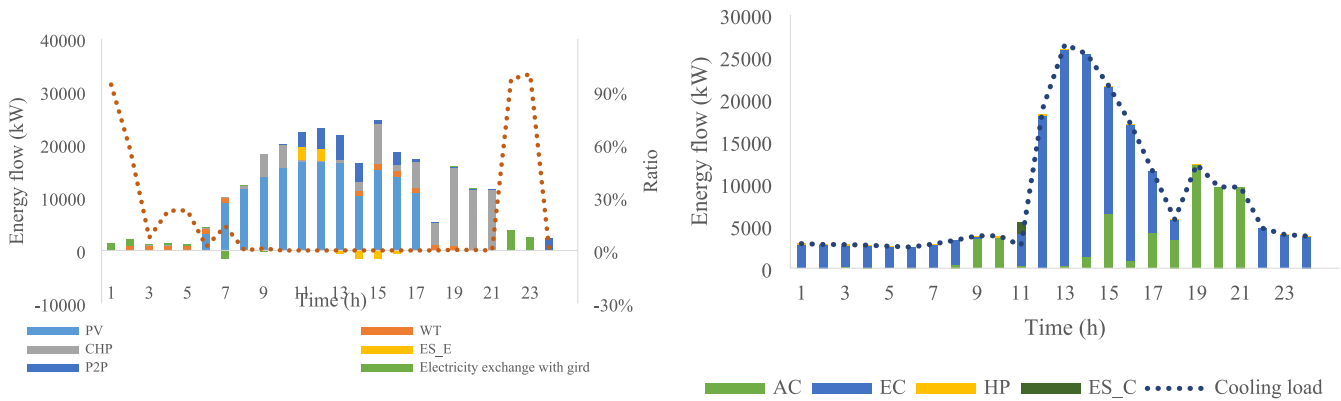 Energy flow (kW)
40000
30000
20000
10000
0
-10000
90%
60%
30%
0%
-30%
Ratio
1 3 5 7 9 11 13 15 17 19 21 23
Time (h)
PV WT
CHP ES_E
P2P Electricity exchange with gird
Energy flow (kW)
30000
25000
20000
15000
10000
5000
0
1 3 5 7 9 11 13 15 17 19 21 23
Time (h)
AC EC HP ES_C Cooling load